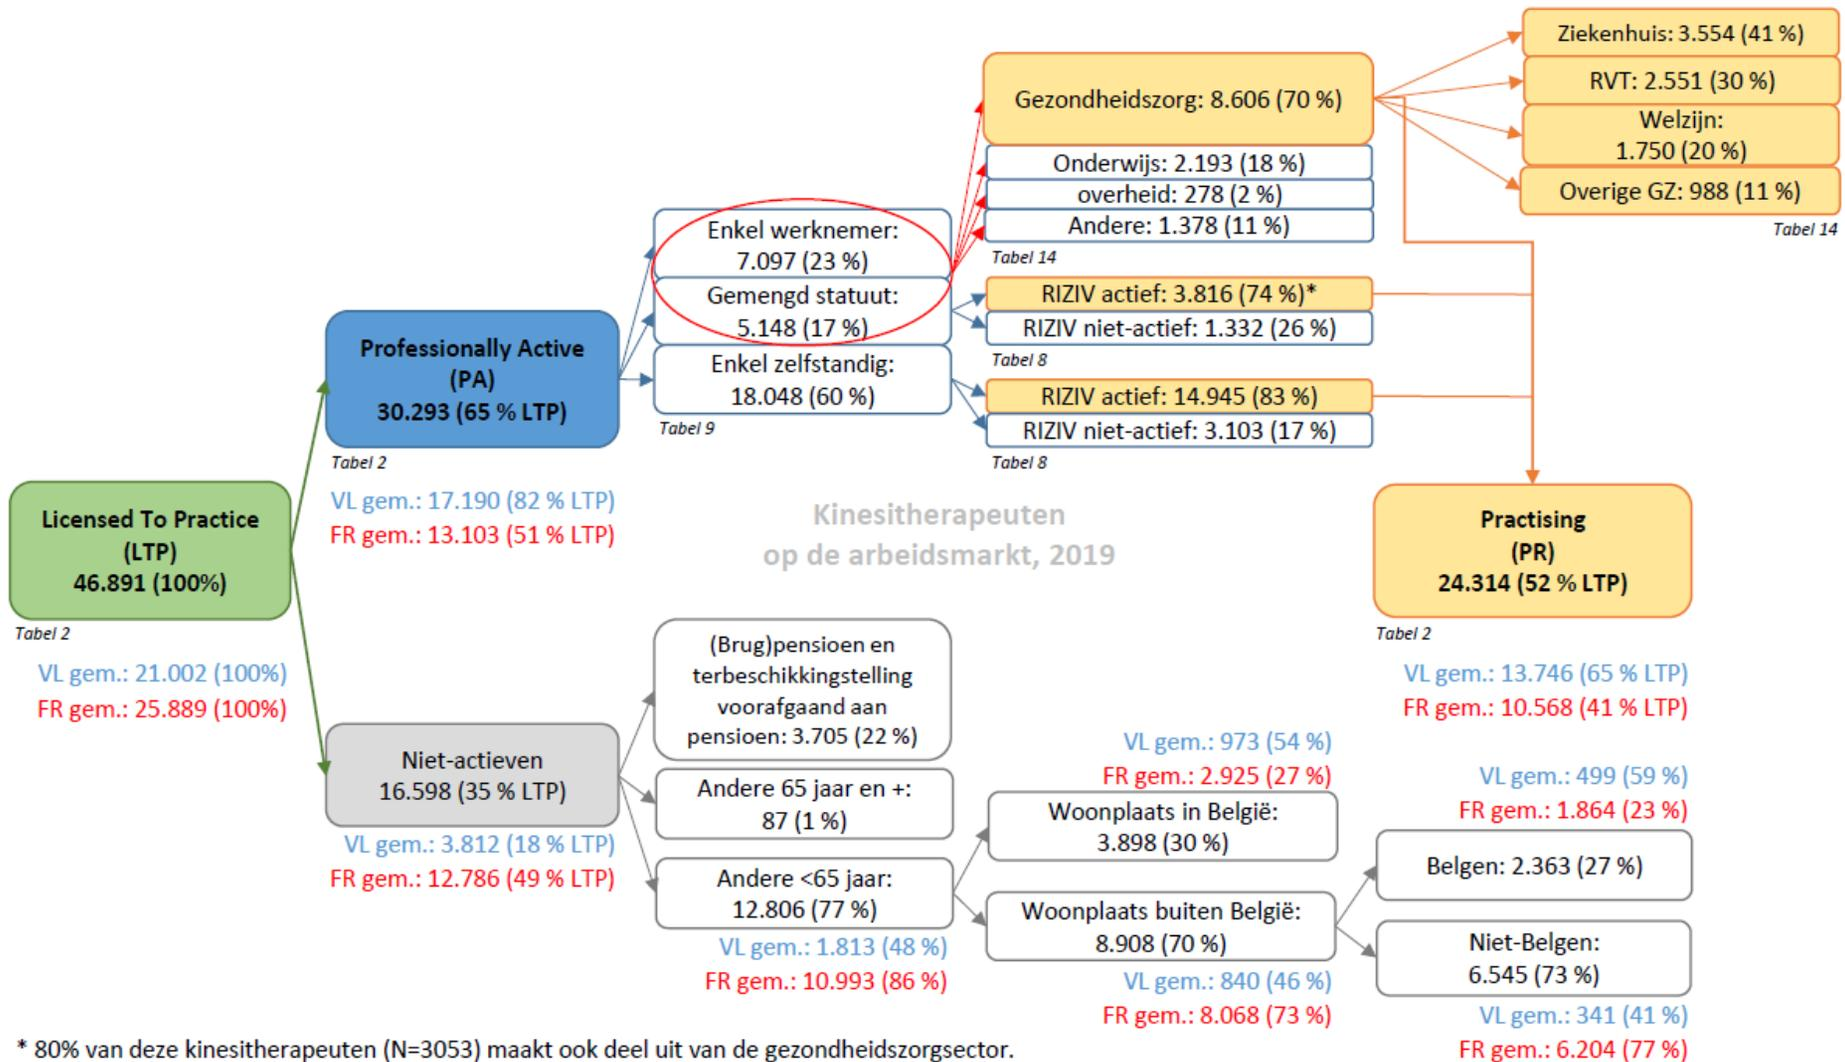 Ziekenhuis: 3.554 (41 %)
RVT: 2.551 (30 %)
Welzijn:
1.750 (20 %)
Overige GZ: 988 (11 %)
Tabel 14
Gezondheidszorg: 8.606 (70 %)
Onderwijs: 2.193 (18 %)
overheid: 278 (2 %)
Andere: 1.378 (11 %)
Tabel 14
Enkel werknemer:
7.097 (23 %)
Gemengd statuut:
5.148 (17 %)
Enkel zelfstandig:
18.048 (60 %)
Tabel 9
RIZIV actief: 3.816 (74 %)*
RIZIV niet-actief: 1.332 (26 %)
Tabel 8
RIZIV actief: 14.945 (83 %)
RIZIV niet-actief: 3.103 (17 %)
Tabel 8
Professionally Active
(PA)
30.293 (65 % LTP)
Tabel 2
VL gem.: 17.190 (82 % LTP)
FR gem.: 13.103 (51 % LTP)
Kinesitherapeuten
op de arbeidsmarkt, 2019
Licensed To Practice
(LTP)
46.891 (100%)
Tabel 2
VL gem.: 21.002 (100%)
FR gem.: 25.889 (100%)
Practising
(PR)
24.314 (52 % LTP)
Tabel 2
VL gem.: 13.746 (65 % LTP)
FR gem.: 10.568 (41 % LTP)
Niet-actieven
16.598 (35 % LTP)
VL gem.: 3.812 (18 % LTP)
FR gem.: 12.786 (49 % LTP)
(Brug)pensioen en
terbeschikkingstelling
voorafgaand aan
pensioen: 3.705 (22 %)
Andere 65 jaar en +:
87 (1 %)
Andere <65 jaar:
12.806 (77 %)
VL gem.: 1.813 (48 %)
FR gem.: 10.993 (86 %)
VL gem.: 973 (54 %)
FR gem.: 2.925 (27 %)
Woonplaats in België:
3.898 (30 %)
Woonplaats buiten België:
8.908 (70 %)
VL gem.: 840 (46 %)
FR gem.: 8.068 (73 %)
VL gem.: 499 (59 %)
FR gem.: 1.864 (23 %)
Belgen: 2.363 (27 %)
Niet-Belgen:
6.545 (73 %)
VL gem.: 341 (41 %)
FR gem.: 6.204 (77 %)
* 80% van deze kinesitherapeuten (N=3053) maakt ook deel uit van de gezondheidszorgsector.